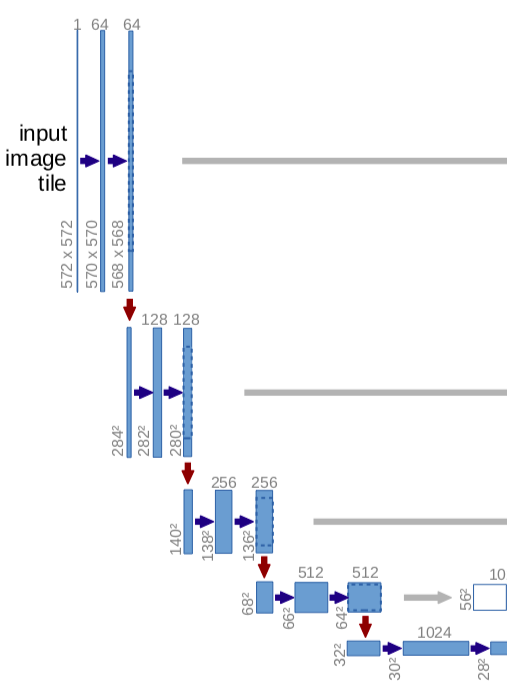 1 64 64
input
image
tile
572 x 572
570 x 570
568 x 568
128 128
284²
282²
280²
256 256
140²
138²
136²
512 512
10
68²
66²
64²
56²
1024
32²
30²
28²